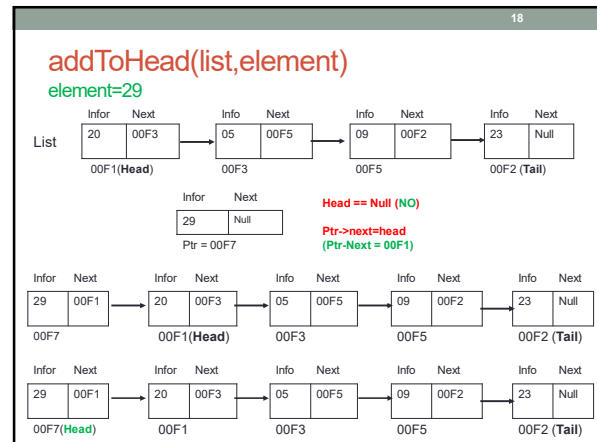 18
addToHead(list,element)
element=29
Infor Next Info Next Info Next Info Next
List 20 00F3 05 00F5 09 00F2 23 Null
00F1(Head) 00F3 00F5 00F2 (Tail)
Infor Next
29 Null
Ptr = 00F7
Head == Null (NO)
Ptr->next=head
(Ptr-Next = 00F1)
Infor Next Infor Next Info Next Info Next Info Next
29 00F1 20 00F3 05 00F5 09 00F2 23 Null
00F7 00F1(Head) 00F3 00F5 00F2 (Tail)
Infor Next Infor Next Info Next Info Next Info Next
29 00F1 20 00F3 05 00F5 09 00F2 23 Null
00F7(Head) 00F1 00F3 00F5 00F2 (Tail)